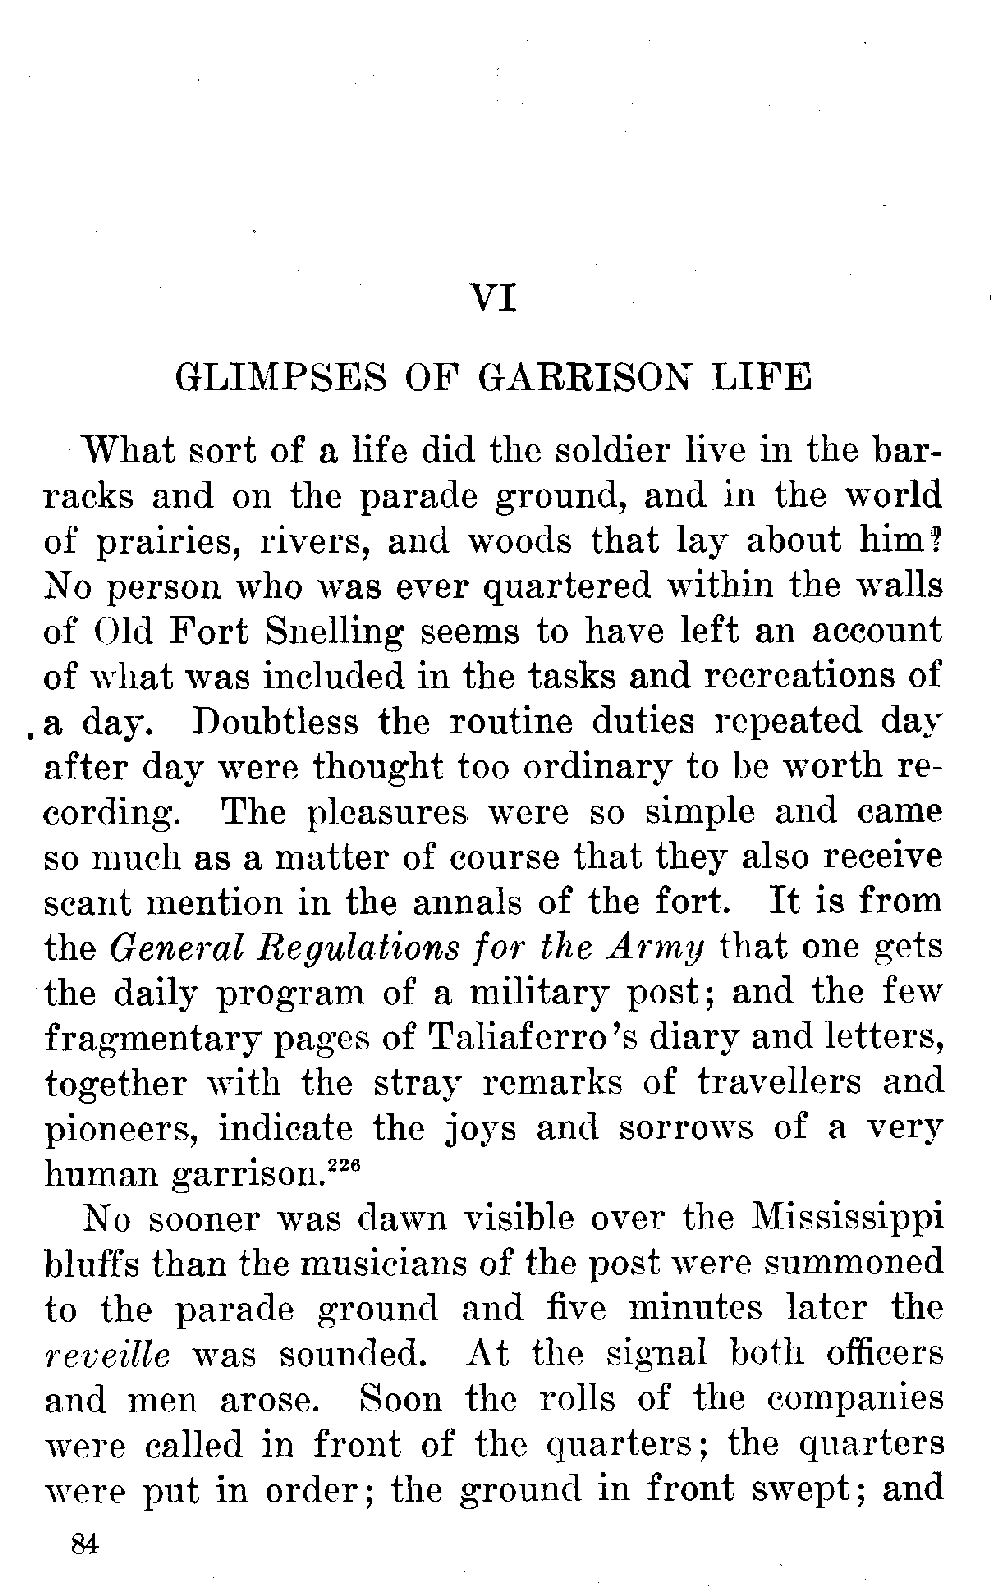 VI
GLIMPSES OF GARRISON LIFE
What sort of a life did the soldier live in the bar-
racks and on the parade ground, and in the world
of prairies, rivers, and woods that lay about him?
No person who was ever quartered within the walls
of Old Fort Snelling seems to have left an account
of what was included in the tasks and recreations of
a day. Doubtless the routine duties repeated day
after day were thought too ordinary to be worth re-
cording. The pleasures were so simple and came
so much as a matter of course that they also receive
scant mention in the annals of the fort. It is from
the General Regulations for the Army that one gets
the daily program of a military post; and the few
fragmentary pages of Taliaferro's diary and letters,
together with the stray remarks of travellers and
pioneers, indicate the joys and sorrows of a very
human garrison.²²⁶
No sooner was dawn visible over the Mississippi
bluffs than the musicians of the post were summoned
to the parade ground and five minutes later the
reveille was sounded. At the signal both officers
and men arose. Soon the rolls of the companies
were called in front of the quarters; the quarters
were put in order; the ground in front swept; and
84